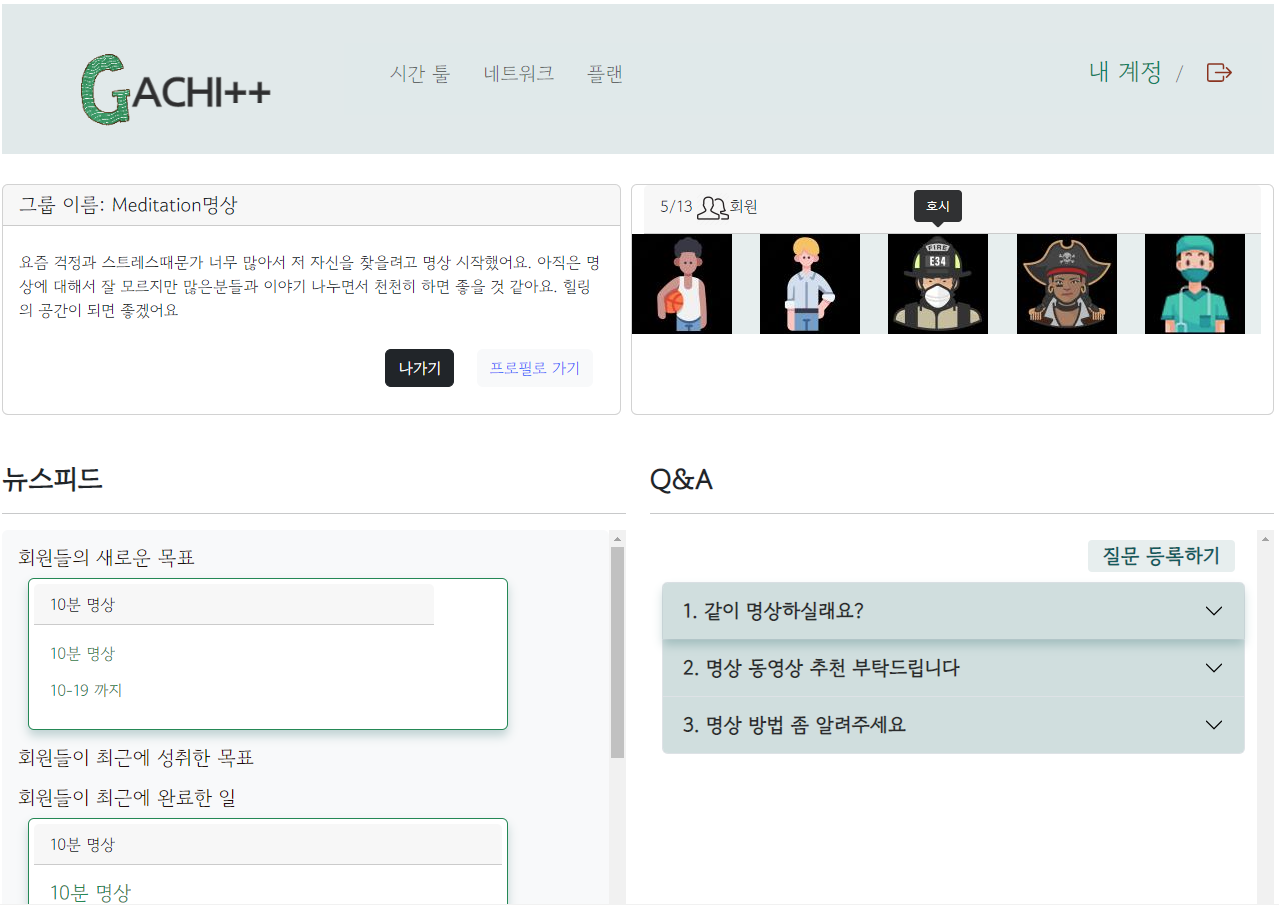 GACHI++
시간 툴 네트워크 플랜
내 계정 /
그룹 이름: Meditation명상
요즘 걱정과 스트레스때문가 너무 많아서 저 자신을 찾을려고 명상 시작했어요. 아직은 명
상에 대해서 잘 모르지만 많은분들과 이야기 나누면서 천천히 하면 좋을 것 같아요. 힐링
의 공간이 되면 좋겠어요
나가기 프로필로 가기
5/13 회원
호시
FIRE
E34
뉴스피드
회원들의 새로운 목표
10분 명상
10분 명상
10-19 까지
회원들이 최근에 성취한 목표
회원들이 최근에 완료한 일
10분 명상
10분 명상
Q&A
질문 등록하기
1. 같이 명상하실래요?
2. 명상 동영상 추천 부탁드립니다
3. 명상 방법 좀 알려주세요